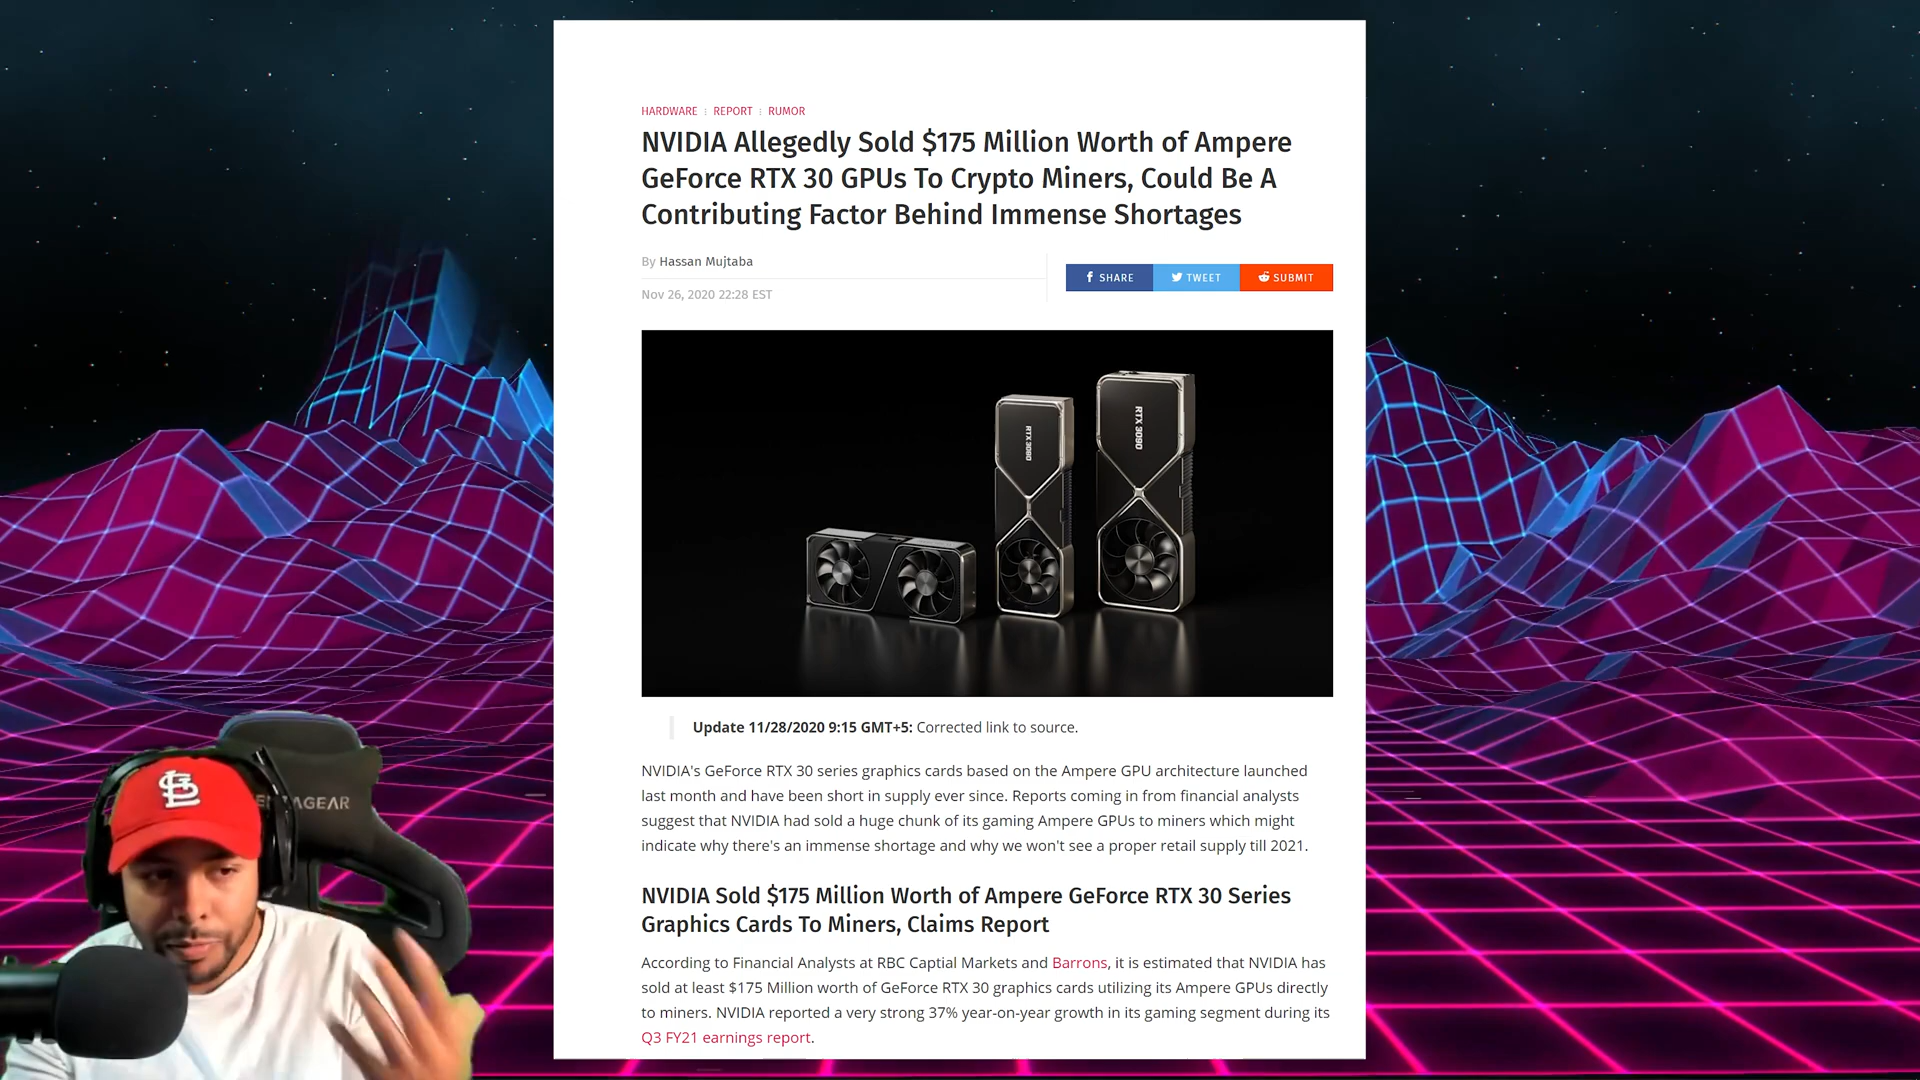 HARDWARE REPORT RUMOR
NVIDIA Allegedly Sold $175 Million Worth of Ampere
GeForce RTX 30 GPUs To Crypto Miners, Could Be A
Contributing Factor Behind Immense Shortages
By Hassan Mujtaba
Nov 26, 2020 22:28 EST
SHARE TWEET SUBMIT
RTX 3080
RTX 3090
Update 11/28/2020 9:15 GMT+5: Corrected link to source.
NVIDIA's GeForce RTX 30 series graphics cards based on the Ampere GPU architecture launched
last month and have been short in supply ever since. Reports coming in from financial analysts
suggest that NVIDIA had sold a huge chunk of its gaming Ampere GPUs to miners which might
indicate why there's an immense shortage and why we won't see a proper retail supply till 2021.
NVIDIA Sold $175 Million Worth of Ampere GeForce RTX 30 Series
Graphics Cards To Miners, Claims Report
According to Financial Analysts at RBC Captial Markets and Barrons, it is estimated that NVIDIA has
sold at least $175 Million worth of GeForce RTX 30 graphics cards utilizing its Ampere GPUs directly
to miners. NVIDIA reported a very strong 37% year-on-year growth in its gaming segment during its
Q3 FY21 earnings report.
STL